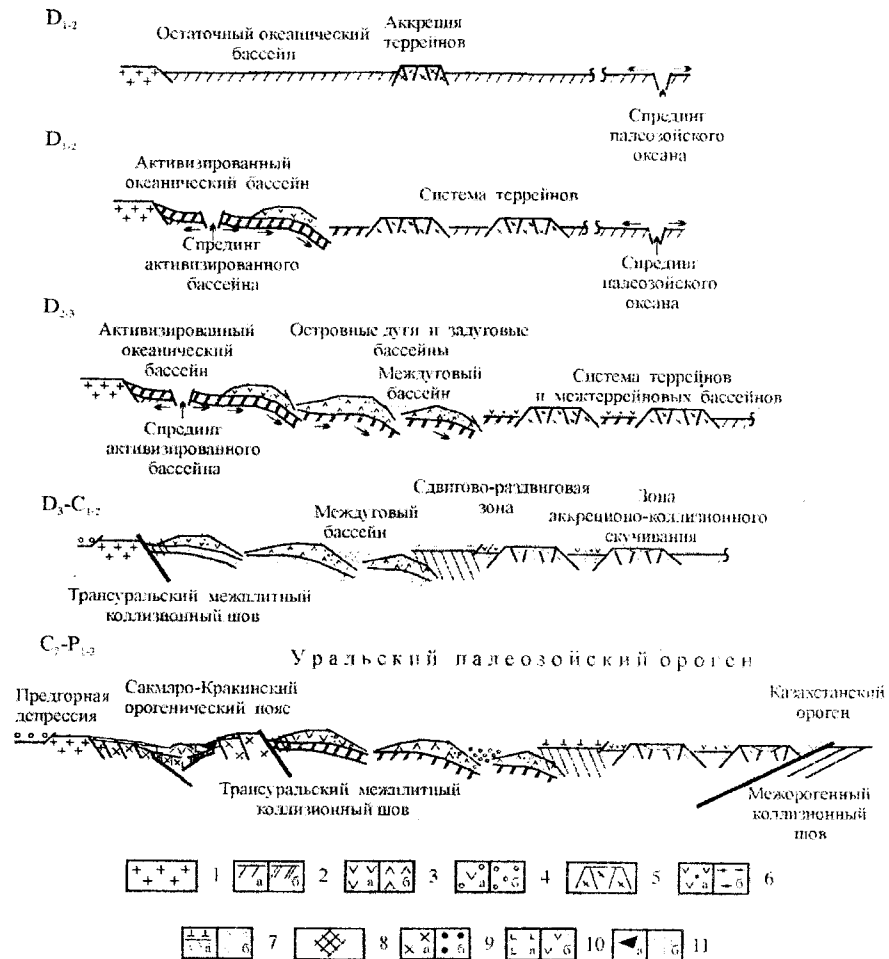 D₁₋₂
Остаточный океанический
бассейн
Аккреция
террейнов
Спрединг
палеозойского
океана
D₁₋₂
Активизированный
океанический бассейн
Система террейнов
Спрединг
активизированного
бассейна
Спрединг
палеозойского
океана
D₂₋₃
Активизированный
океанический
бассейн
Островные дуги и задуговые
бассейны
Междуговый
бассейн
Система террейнов
и межтеррейновых бассейнов
Спрединг
активизированного
бассейна
D₃-C₁₋₂
Междуговый
бассейн
Сдвигово-раздвиговая
зона
Зона
аккреционо-коллизионного
скучивания
Трансуральский межплитный
коллизионный шов
Уральский палеозойский ороген
Предгорная
депрессия
Сакмаро-Кракинский
орогенический пояс
Казахстанский
ороген
Трансуральский межплитный
коллизионный шов
Межорогенный
коллизионный
шов
1 а б 2 а б 3 а б 4 5 а б 6
а б 7 8 а б 9 а б 10 а б 11